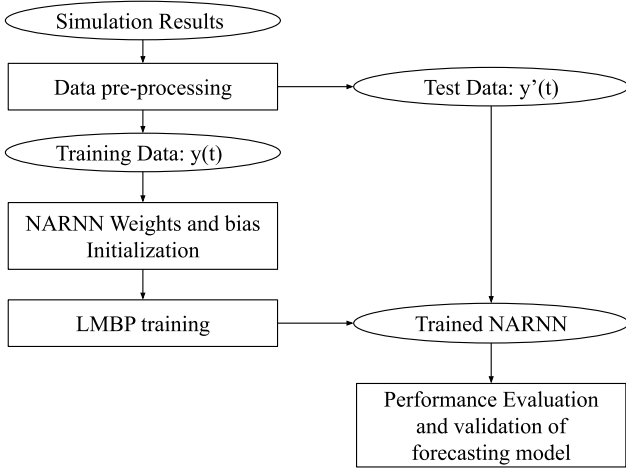 Simulation Results
Data pre-processing
Test Data: y’(t)
Training Data: y(t)
NARNN Weights and bias
Initialization
LMBP training
Trained NARNN
Performance Evaluation
and validation of
forecasting model